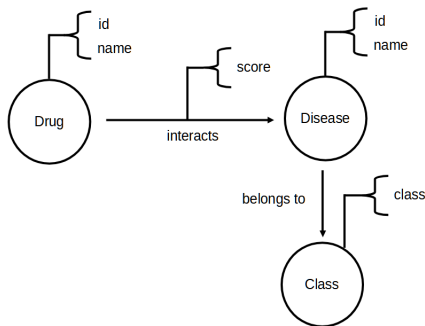 id
name
id
name
score
Drug
Disease
interacts
belongs to
class
Class